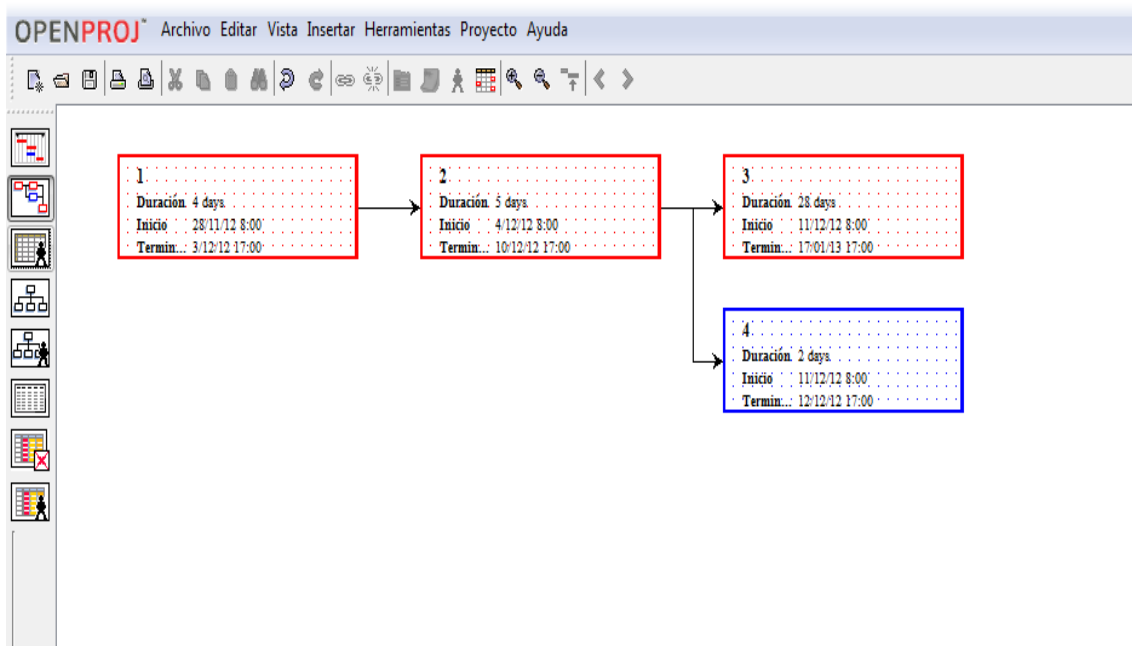 OPENPROJ™ Archivo Editar Vista Insertar Herramientas Proyecto Ayuda
1
Duración 4 days
Inicio 28/11/12 8:00
Termin... 3/12/12 17:00
2
Duración 5 days
Inicio 4/12/12 8:00
Termin... 10/12/12 17:00
3
Duración 28 days
Inicio 11/12/12 8:00
Termin... 17/01/13 17:00
4
Duración 2 days
Inicio 11/12/12 8:00
Termin... 12/12/12 17:00